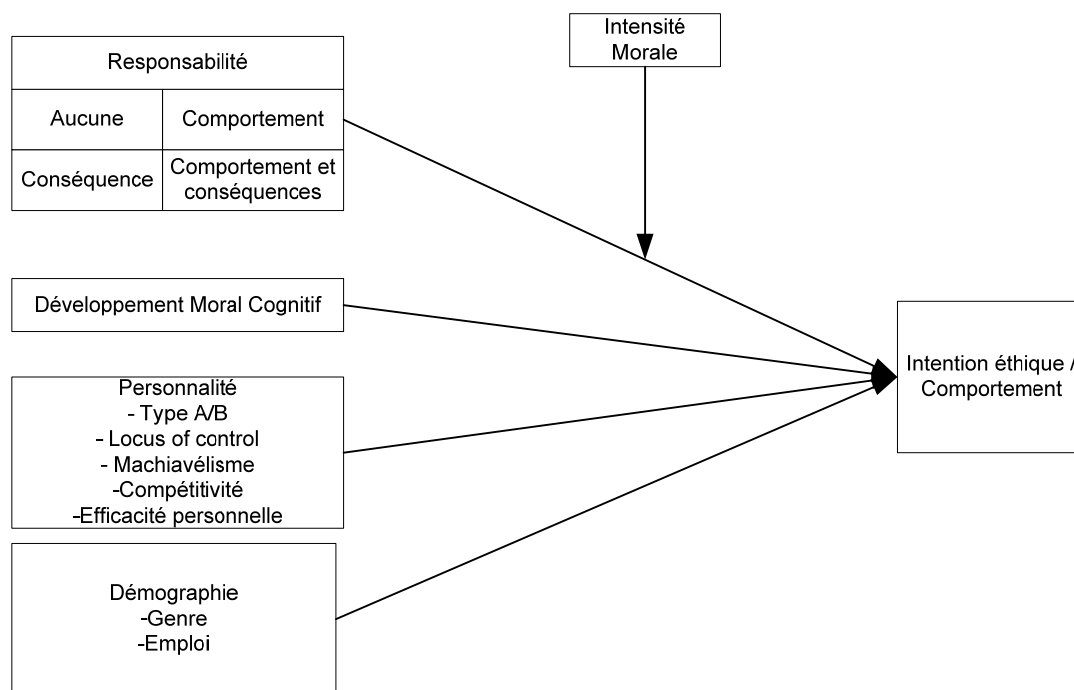 Intensité
Morale
Responsabilité
Aucune
Comportement
Conséquence
Comportement et
conséquences
Développement Moral Cognitif
Personnalité
- Type A/B
- Locus of control
- Machiavélisme
-Compétitivité
-Efficacité personnelle
Démographie
-Genre
-Emploi
Intention éthique /
Comportement